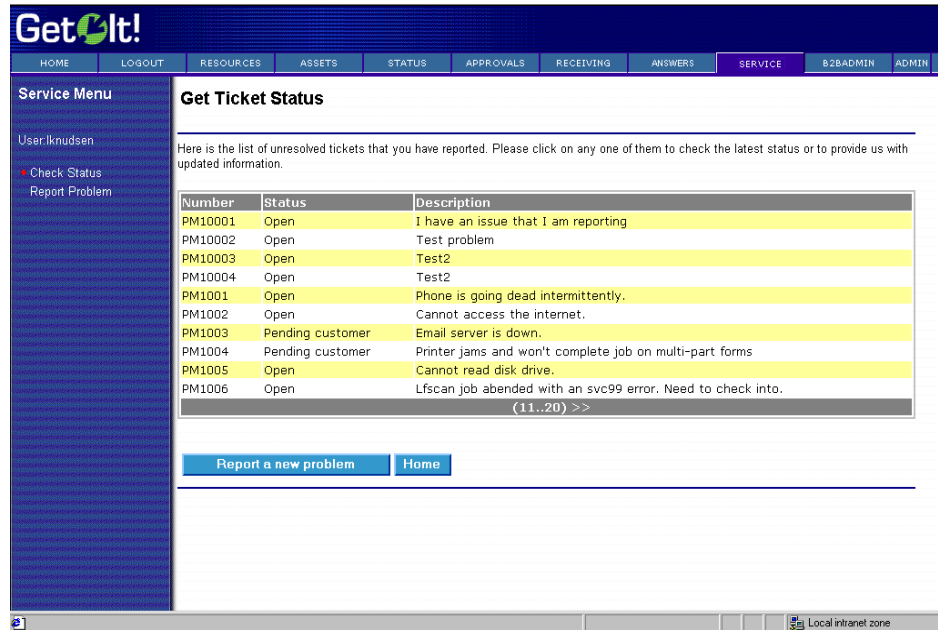 Get It!
HOME LOGOUT RESOURCES ASSETS STATUS APPROVALS RECEIVING ANSWERS SERVICE B2BADMIN ADMIN
Service Menu
User:lknudsen
Check Status
Report Problem
Get Ticket Status
Here is the list of unresolved tickets that you have reported. Please click on any one of them to check the latest status or to provide us with
updated information.
Number Status Description
PM10001 Open I have an issue that I am reporting
PM10002 Open Test problem
PM10003 Open Test2
PM10004 Open Test2
PM1001 Open Phone is going dead intermittently.
PM1002 Open Cannot access the internet.
PM1003 Pending customer Email server is down.
PM1004 Pending customer Printer jams and won't complete job on multi-part forms
PM1005 Open Cannot read disk drive.
PM1006 Open Lfscan job abended with an svc99 error. Need to check into.
(11..20) >>
Report a new problem Home
Local intranet zone